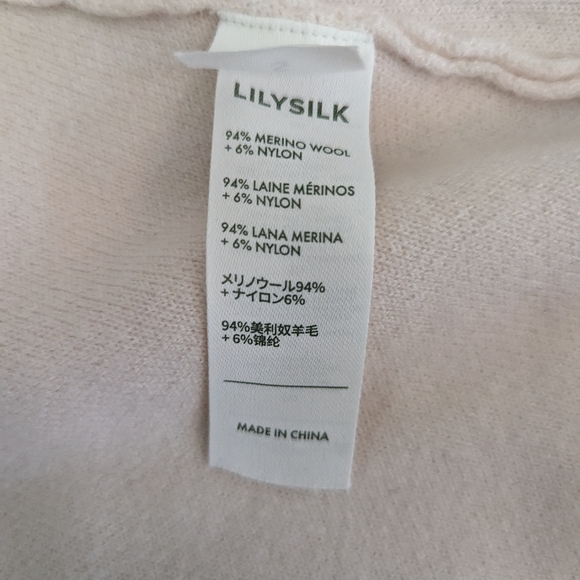 LILYSILK
94% MERINO WOOL
+ 6% NYLON
94% LAINE MÉRINOS
+ 6% NYLON
94% LANA MERINA
+ 6% NYLON
メリノウール94%
+ ナイロン6%
94%美利奴羊毛
+ 6%锦纶
MADE IN CHINA